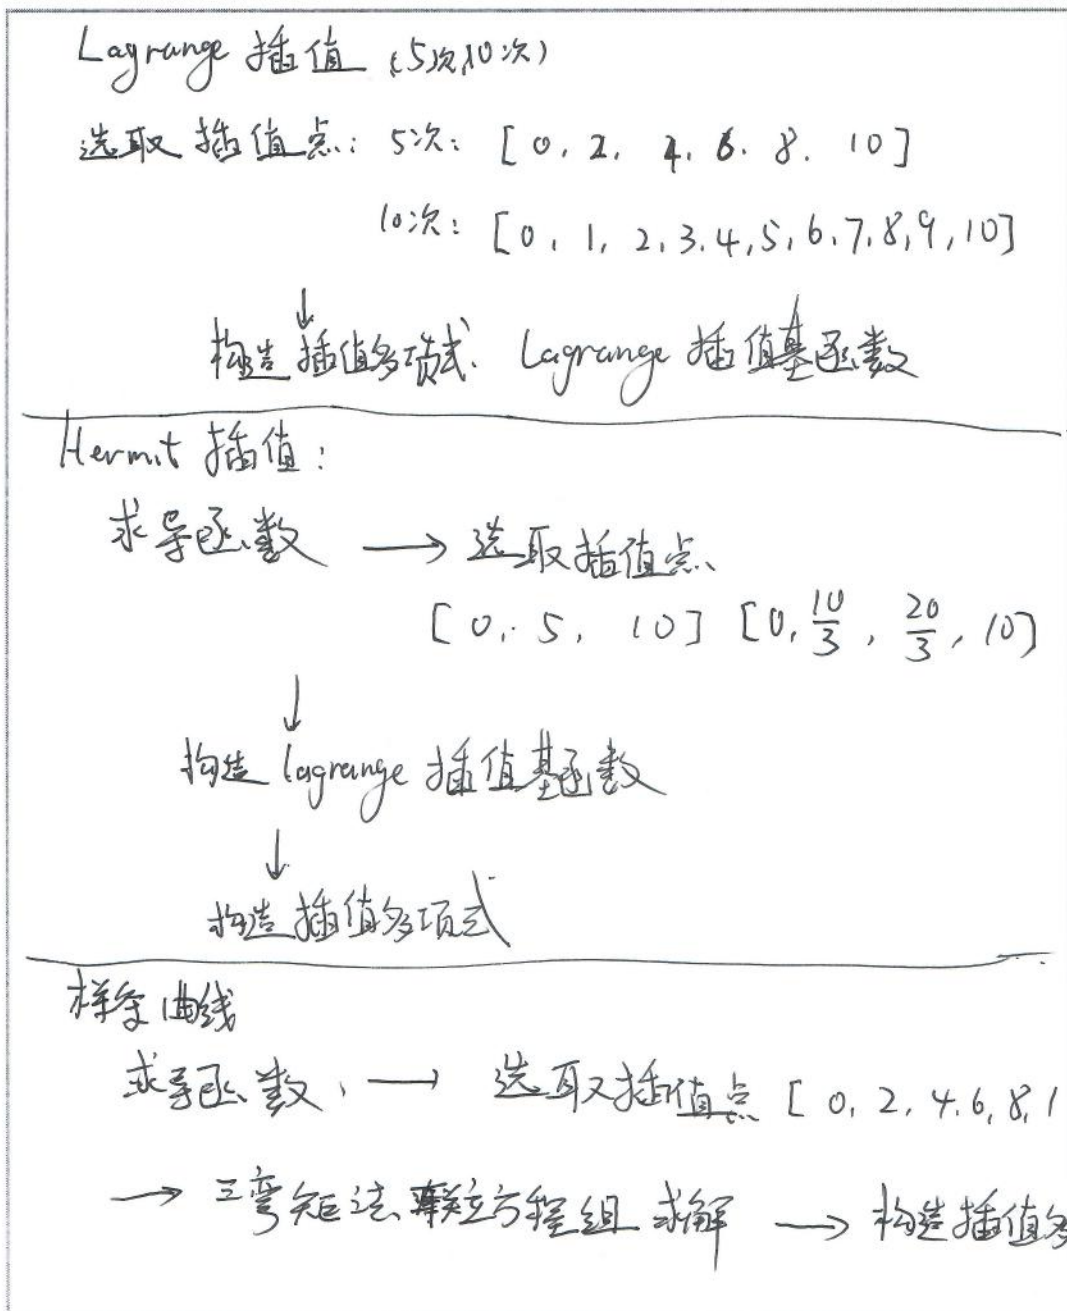 Lagrange 插值 (5次,10次)
选取插值点: 5次: [0, 2, 4, 6, 8, 10]
10次: [0, 1, 2, 3, 4, 5, 6, 7, 8, 9, 10]
↓
构造插值多项式. Lagrange 插值基函数
Hermit 插值:
求导函数 → 选取插值点
[0, 5, 10] [0, 10/3, 20/3, 10]
↓
构造 lagrange 插值基函数
↓
构造插值多项式
样条曲线
求导函数, → 选取插值点 [0, 2, 4, 6, 8, 1
→ 三弯矩法 联立方程组求解 → 构造插值多